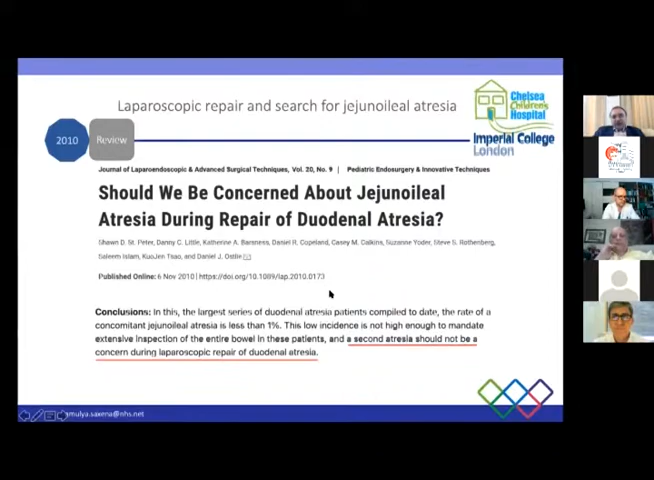 Laparoscopic repair and search for jejunoileal atresia
Chelsea
Children's
Hospital
Imperial College
London
2010
Review
Journal of Laparoendoscopic & Advanced Surgical Techniques, Vol. 20, No. 9 | Pediatric Endosurgery & Innovative Techniques
Should We Be Concerned About Jejunoileal
Atresia During Repair of Duodenal Atresia?
Shawn D. St. Peter, Danny C. Little, Katherine A. Barsness, Daniel R. Copeland, Casey M. Calkins, Suzanne Yoder, Steve S. Rothenberg,
Saleem Islam, KuoJen Tsao, and Daniel J. Ostlie
Published Online: 6 Nov 2010 | https://doi.org/10.1089/lap.2010.0173
Conclusions: In this, the largest series of duodenal atresia patients compiled to date, the rate of a
concomitant jejunoileal atresia is less than 1%. This low incidence is not high enough to mandate
extensive inspection of the entire bowel in these patients, and a second atresia should not be a
concern during laparoscopic repair of duodenal atresia.
amulya.saxena@nhs.net